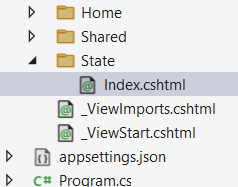 Home
Shared
State
Index.cshtml
_ViewImports.cshtml
_ViewStart.cshtml
appsettings.json
Program.cs